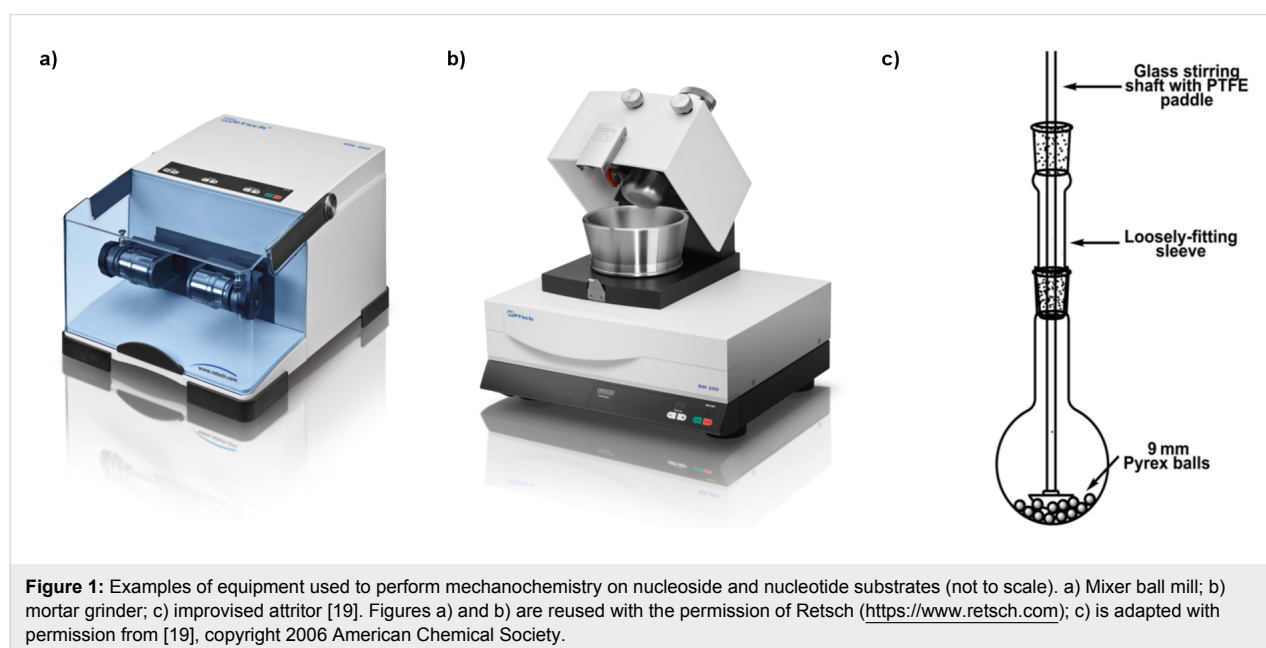 a)
b)
c)
Retsch
www.retsch.com
Retsch
RM 200
Glass stirring
shaft with PTFE
paddle
Loosely-fitting
sleeve
9 mm
Pyrex balls
Figure 1: Examples of equipment used to perform mechanochemistry on nucleoside and nucleotide substrates (not to scale). a) Mixer ball mill; b)
mortar grinder; c) improvised attritor [19]. Figures a) and b) are reused with the permission of Retsch (https://www.retsch.com); c) is adapted with
permission from [19], copyright 2006 American Chemical Society.